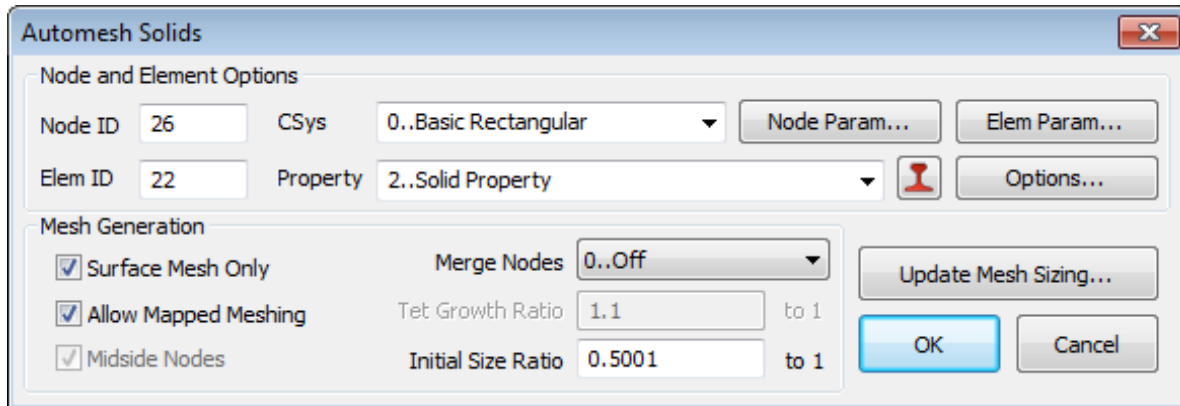 Automesh Solids
Node and Element Options
Node ID 26 CSys 0..Basic Rectangular Node Param... Elem Param...
Elem ID 22 Property 2..Solid Property Options...
Mesh Generation
Surface Mesh Only Merge Nodes 0..Off Update Mesh Sizing...
Allow Mapped Meshing Tet Growth Ratio 1.1 to 1
Midside Nodes Initial Size Ratio 0.5001 to 1 OK Cancel